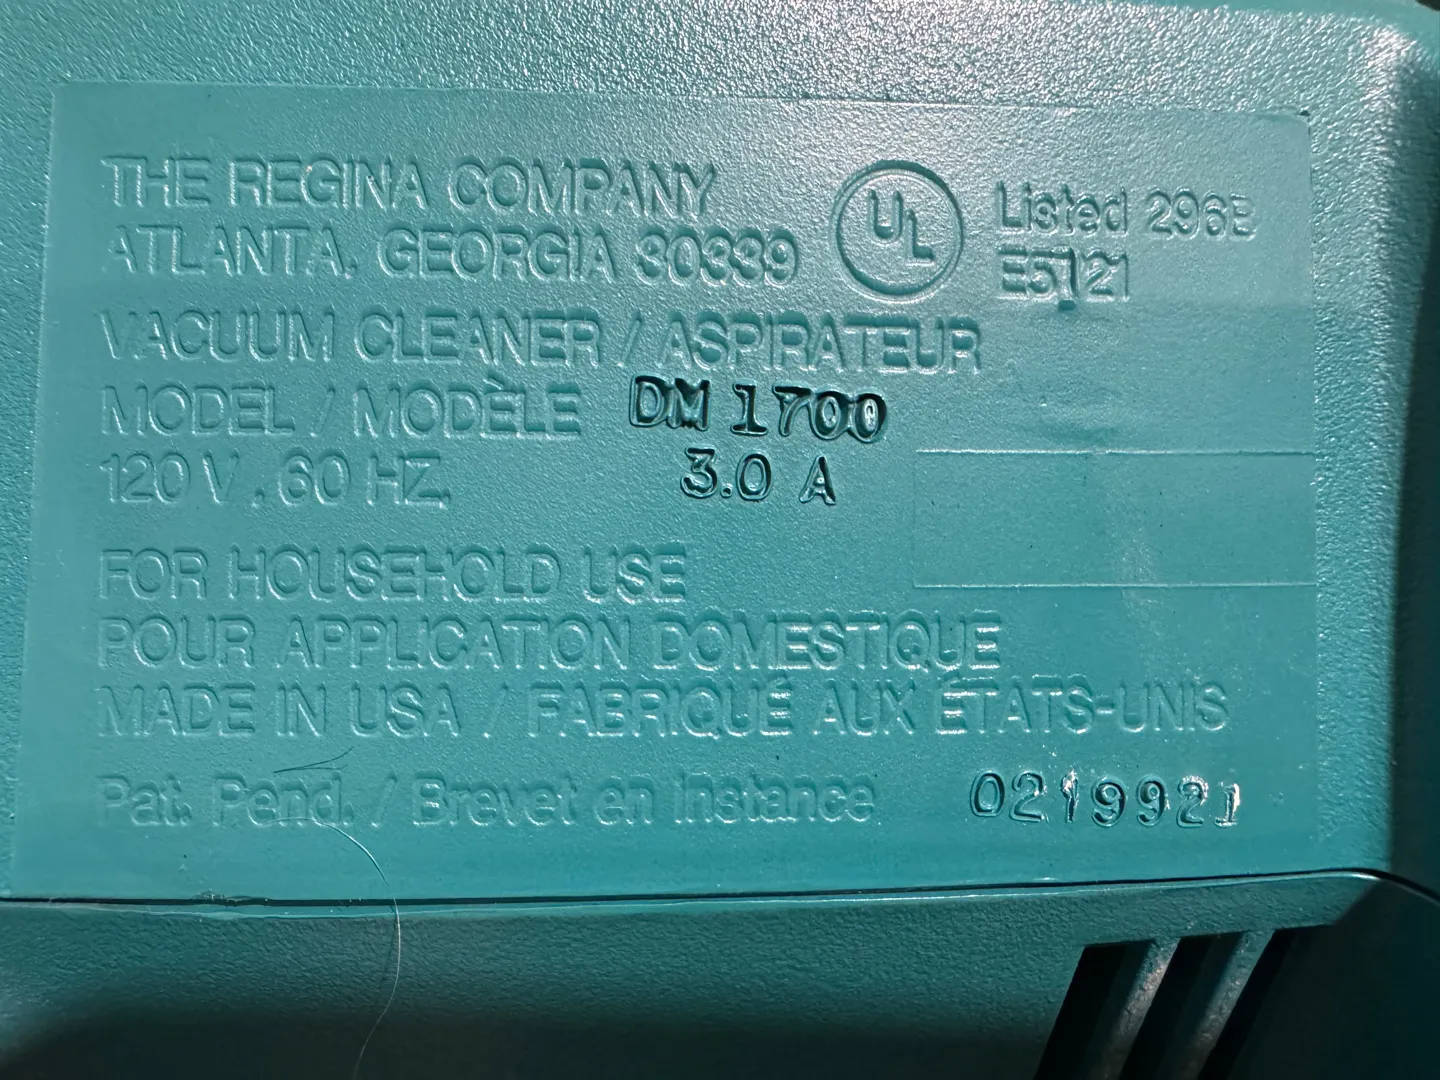 THE REGINA COMPANY
ATLANTA, GEORGIA 30339
UL
Listed 296B
E5121
VACUUM CLEANER / ASPIRATEUR
MODEL / MODÈLE DM 1700
120 V . 60 HZ. 3.0 A
FOR HOUSEHOLD USE
POUR APPLICATION DOMESTIQUE
MADE IN USA / FABRIQUÉ AUX ÉTATS-UNIS
Pat. Pend. / Brevet en instance 0219921